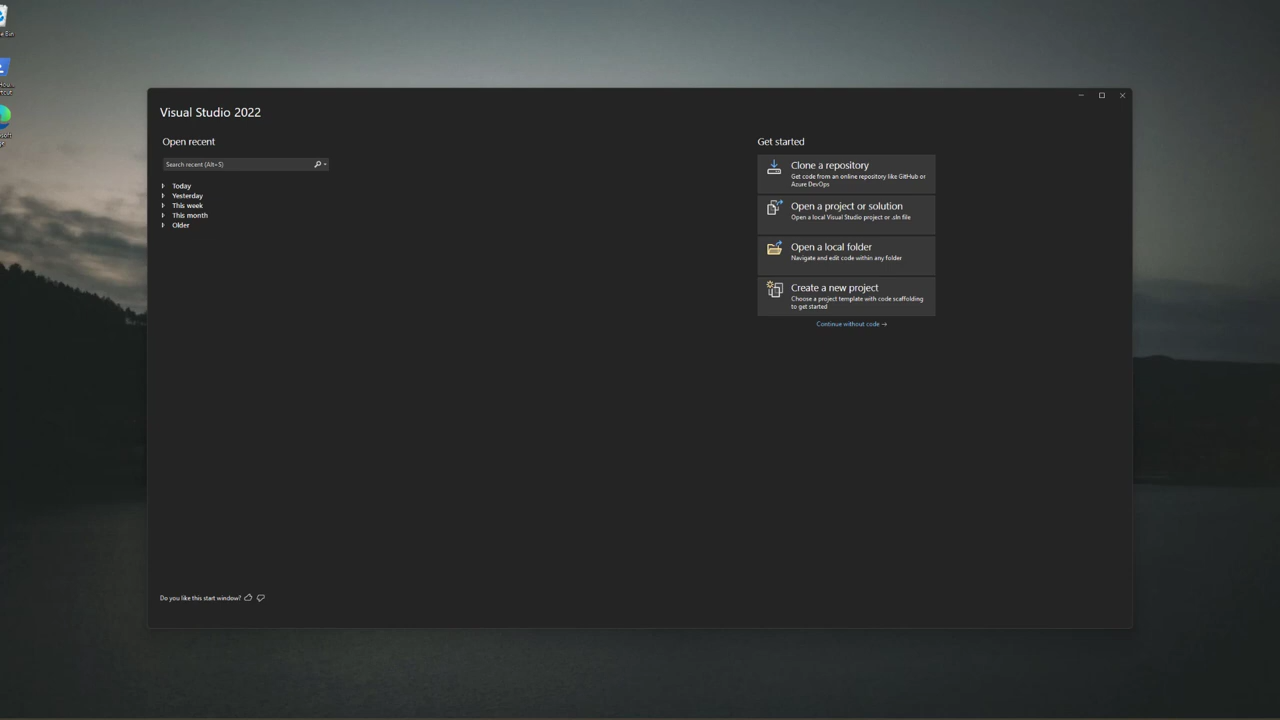 Visual Studio 2022
Open recent
Search recent (Alt+S)
Today
Yesterday
This week
This month
Older
Get started
Clone a repository
Get code from an online repository like GitHub or
Azure DevOps
Open a project or solution
Open a local Visual Studio project or .sln file
Open a local folder
Navigate and edit code within any folder
Create a new project
Choose a project template with code scaffolding
to get started
Continue without code →
Do you like this start window?